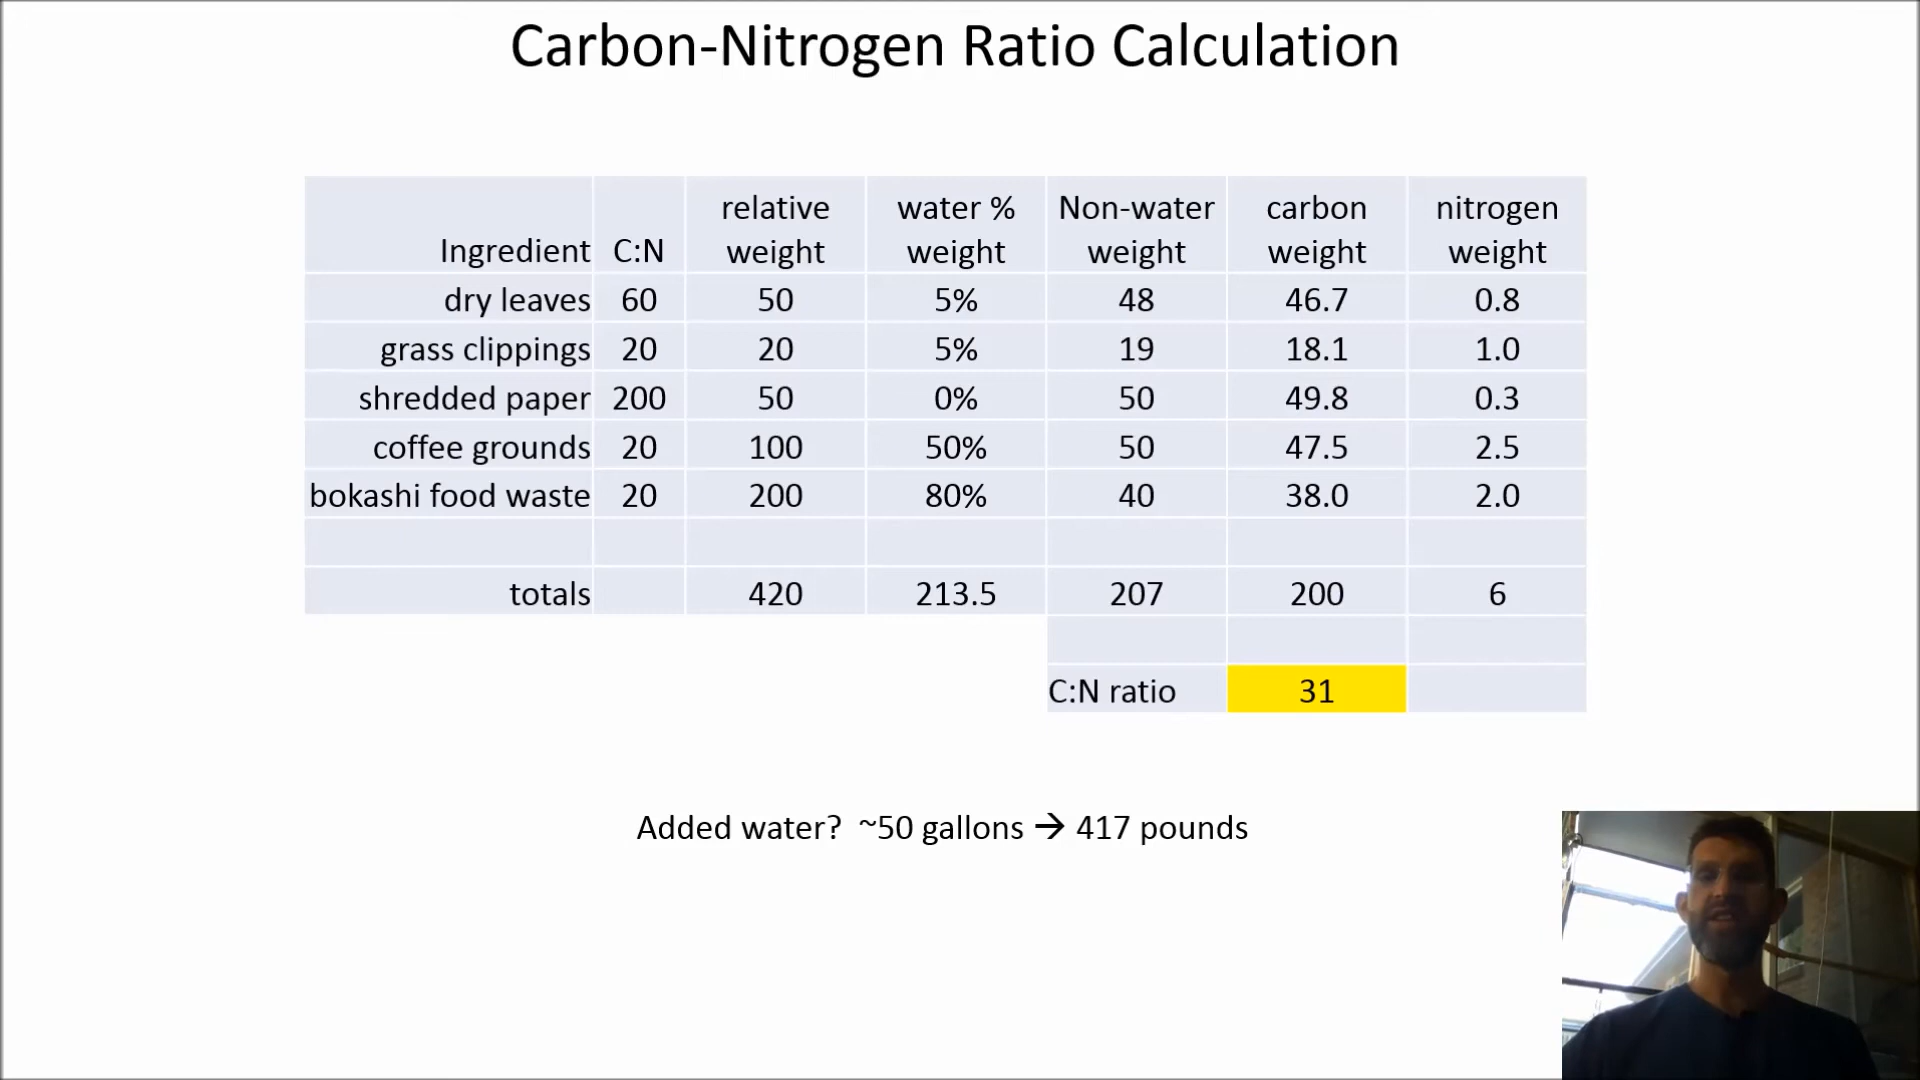 Carbon-Nitrogen Ratio Calculation
Ingredient C:N relative weight water % weight Non-water weight carbon weight nitrogen weight
dry leaves 60 50 5% 48 46.7 0.8
grass clippings 20 20 5% 19 18.1 1.0
shredded paper 200 50 0% 50 49.8 0.3
coffee grounds 20 100 50% 50 47.5 2.5
bokashi food waste 20 200 80% 40 38.0 2.0
totals 420 213.5 207 200 6
C:N ratio 31
Added water? ~50 gallons → 417 pounds